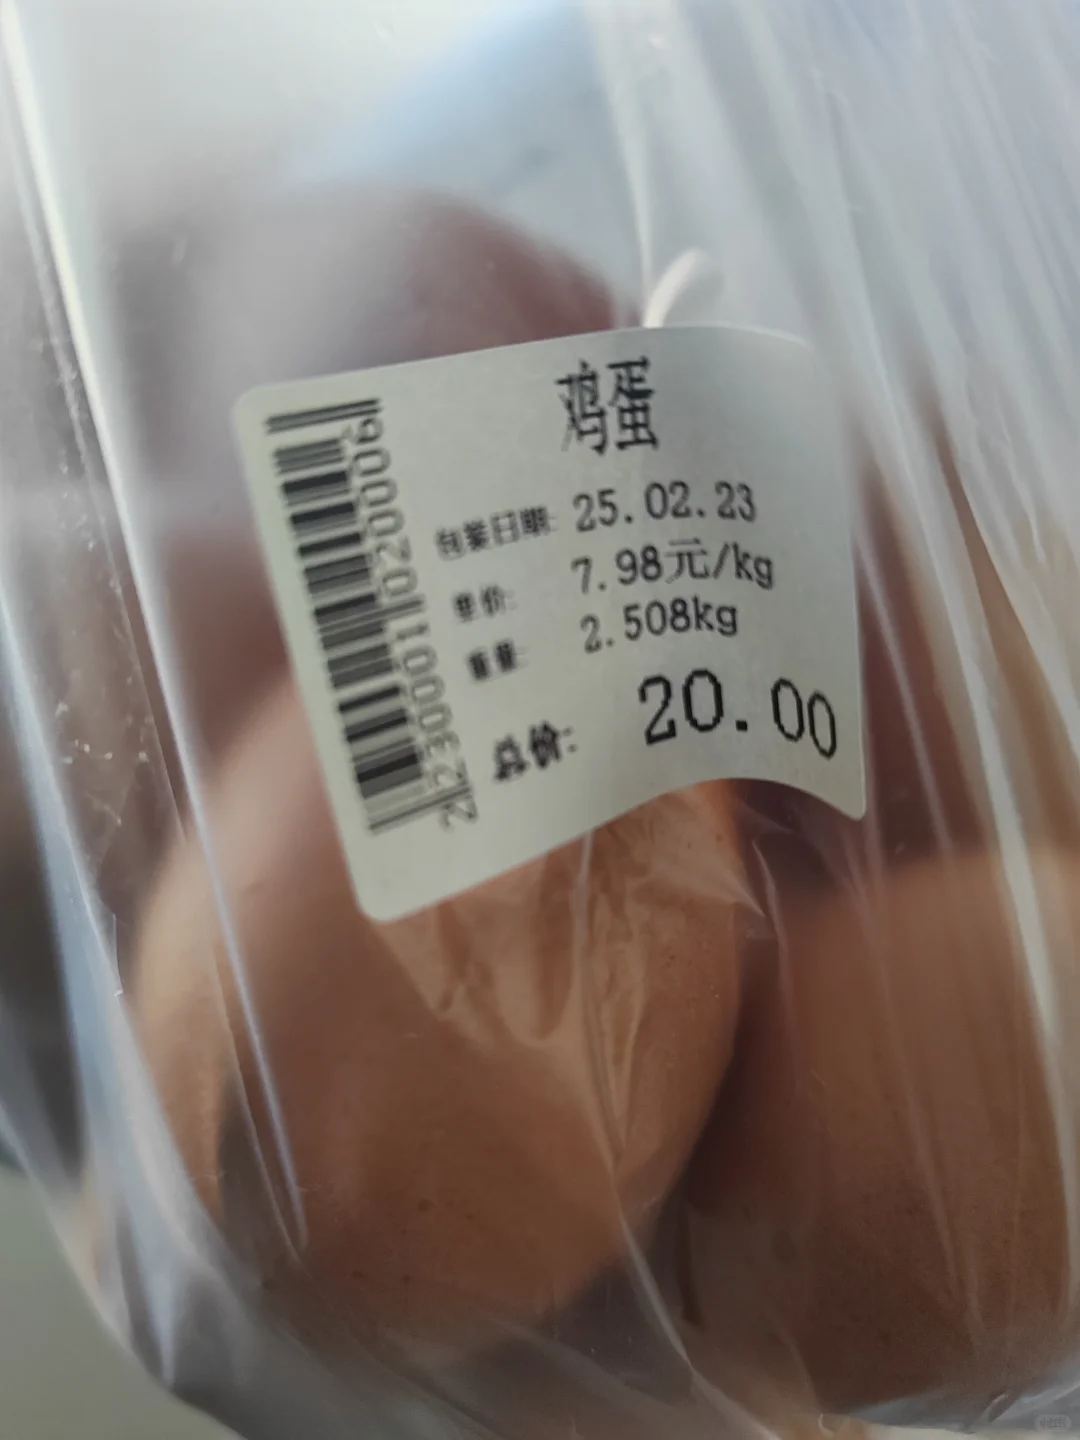 鸡蛋
包装日期: 25.02.23
单价: 7.98元/kg
重量: 2.508kg
总价: 20.00
2230001020006